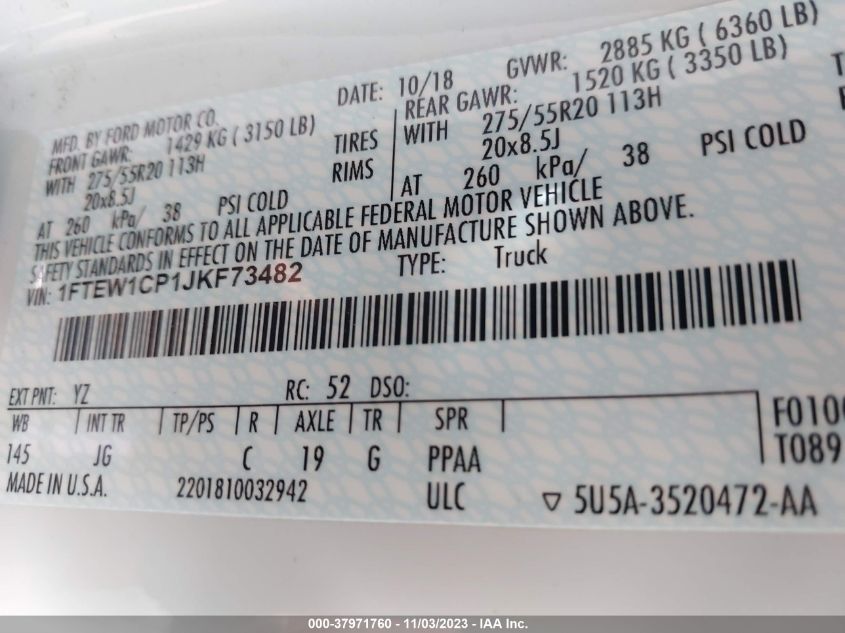 MFD. BY FORD MOTOR CO. DATE: 10/18 GVWR: 2885 KG ( 6360 LB)
FRONT GAWR: 1429 KG ( 3150 LB) REAR GAWR: 1520 KG ( 3350 LB)
WITH 275/55R20 113H TIRES WITH 275/55R20 113H
20x8.5J RIMS 20x8.5J
AT 260 kPa/ 38 PSI COLD AT 260 kPa/ 38 PSI COLD
THIS VEHICLE CONFORMS TO ALL APPLICABLE FEDERAL MOTOR VEHICLE
SAFETY STANDARDS IN EFFECT ON THE DATE OF MANUFACTURE SHOWN ABOVE.
VIN: 1FTEW1CP1JKF73482 TYPE: Truck
EXT PNT: YZ RC: 52 DSO:
WB INT TR TP/PS R AXLE TR SPR F010
145 JG C 19 G PPAA T089
MADE IN U.S.A. 2201810032942 ULC ▽ 5U5A-3520472-AA
000-37971760 - 11/03/2023 - IAA Inc.